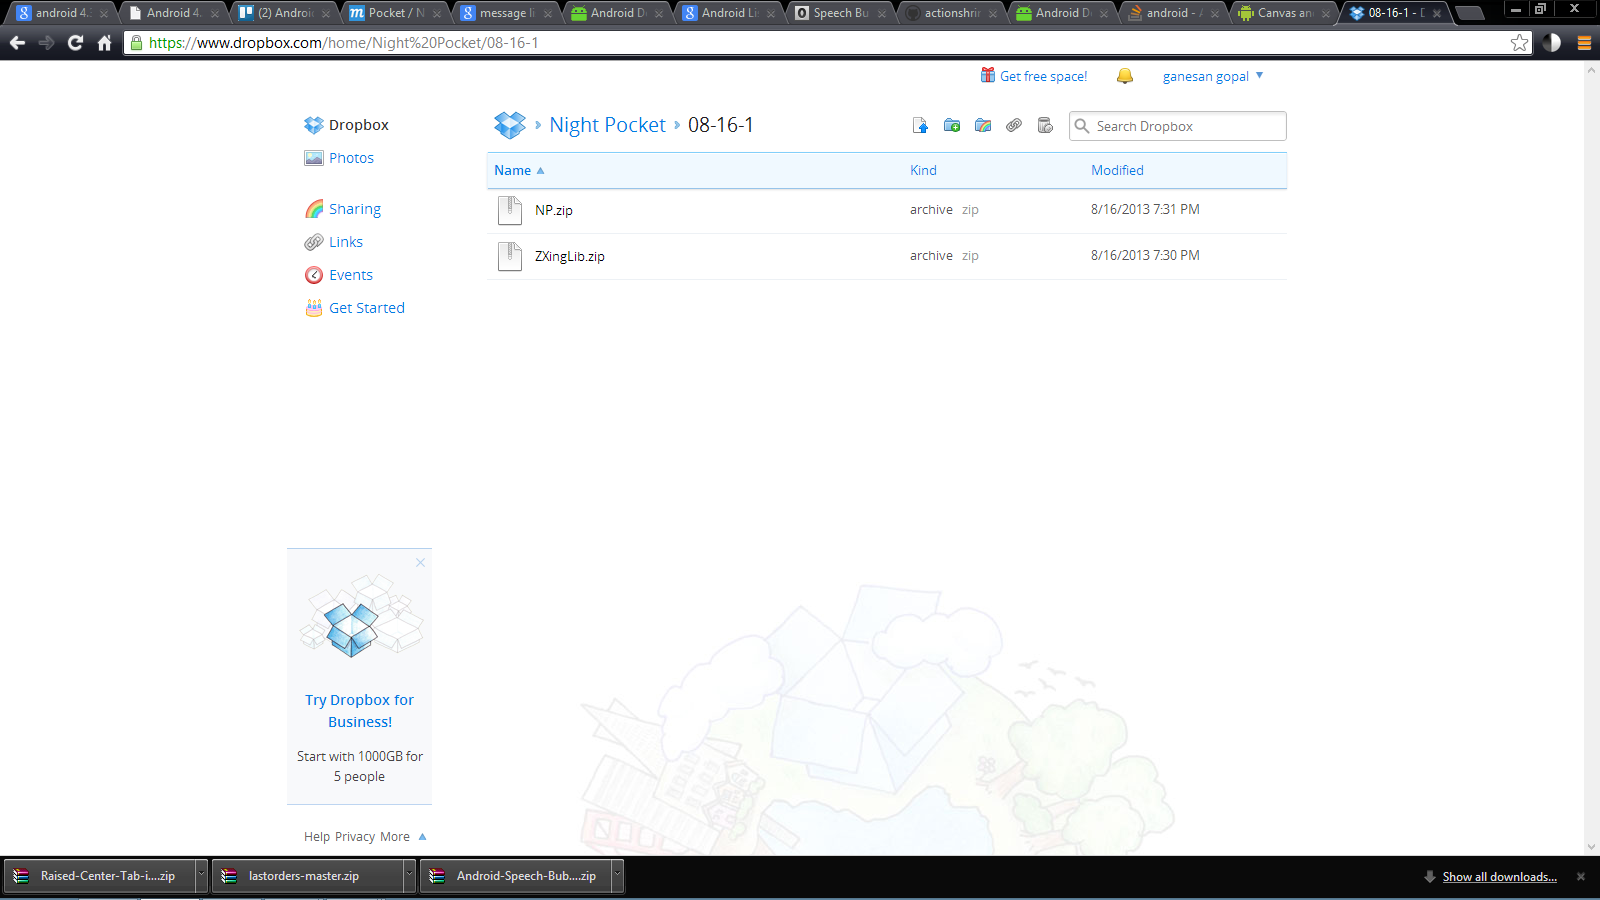 android 4.
Android 4.
(2) Android
Pocket / N
message li
Android De
Android Lis
Speech Bu
actionshrin
Android De
android - A
Canvas an
08-16-1 - D
https://www.dropbox.com/home/Night%20Pocket/08-16-1
Get free space!
ganesan gopal
Dropbox
Photos
Sharing
Links
Events
Get Started
Night Pocket
08-16-1
Search Dropbox
Name
Kind
Modified
NP.zip
archive zip
8/16/2013 7:31 PM
ZXingLib.zip
archive zip
8/16/2013 7:30 PM
Try Dropbox for
Business!
Start with 1000GB for
5 people
Help Privacy More
Raised-Center-Tab-i....zip
lastorders-master.zip
Android-Speech-Bub....zip
Show all downloads...